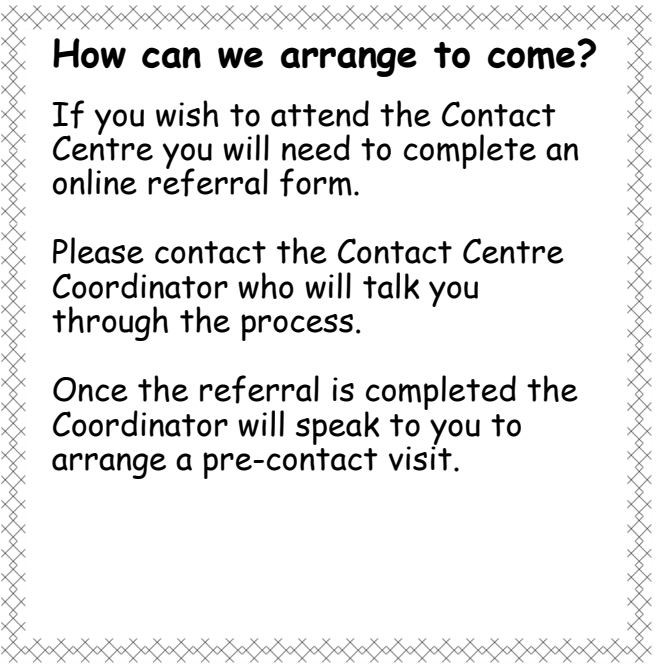 How can we arrange to come?
If you wish to attend the Contact
Centre you will need to complete an
online referral form.
Please contact the Contact Centre
Coordinator who will talk you
through the process.
Once the referral is completed the
Coordinator will speak to you to
arrange a pre-contact visit.